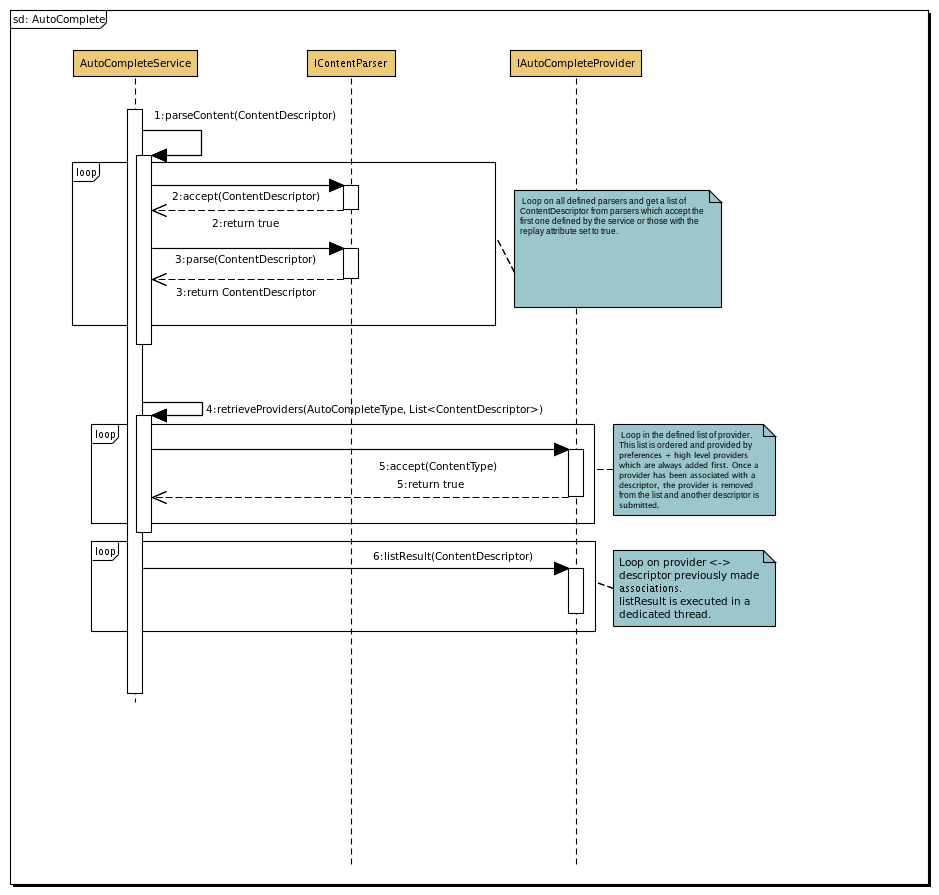 sd: AutoComplete
AutoCompleteService
IContentParser
IAutoCompleteProvider
1:parseContent(ContentDescriptor)
loop
2:accept(ContentDescriptor)
2:return true
3:parse(ContentDescriptor)
3:return ContentDescriptor
Loop on all defined parsers and get a list of
ContentDescriptor from parsers which accept the
first one defined by the service or those with the
replay attribute set to true.
4:retrieveProviders(AutoCompleteType, List<ContentDescriptor>)
loop
5:accept(ContentType)
5:return true
Loop in the defined list of provider.
This list is ordered and provided by
preferences + high level providers
which are always added first. Once a
provider has been associated with a
descriptor, the provider is removed
from the list and another descriptor is
submitted.
loop
6:listResult(ContentDescriptor)
Loop on provider <->
descriptor previously made
associations.
listResult is executed in a
dedicated thread.